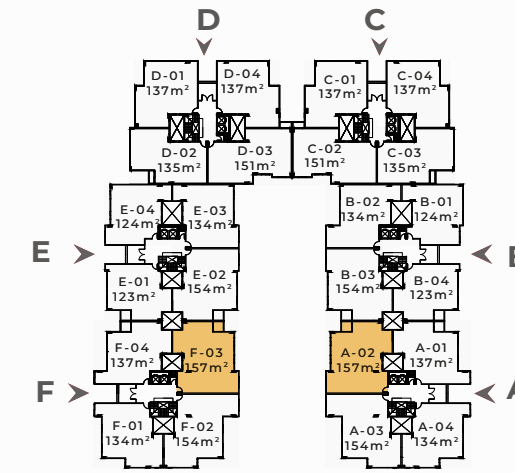 D
C
D-01
137m²
D-04
137m²
C-01
137m²
C-04
137m²
D-02
135m²
D-03
151m²
C-02
151m²
C-03
135m²
E-04
124m²
E-03
134m²
B-02
134m²
B-01
124m²
E
E-01
123m²
E-02
154m²
B-03
154m²
B-04
123m²
F-04
137m²
F-03
157m²
A-02
157m²
A-01
137m²
F
F-01
134m²
F-02
154m²
A-03
154m²
A-04
134m²